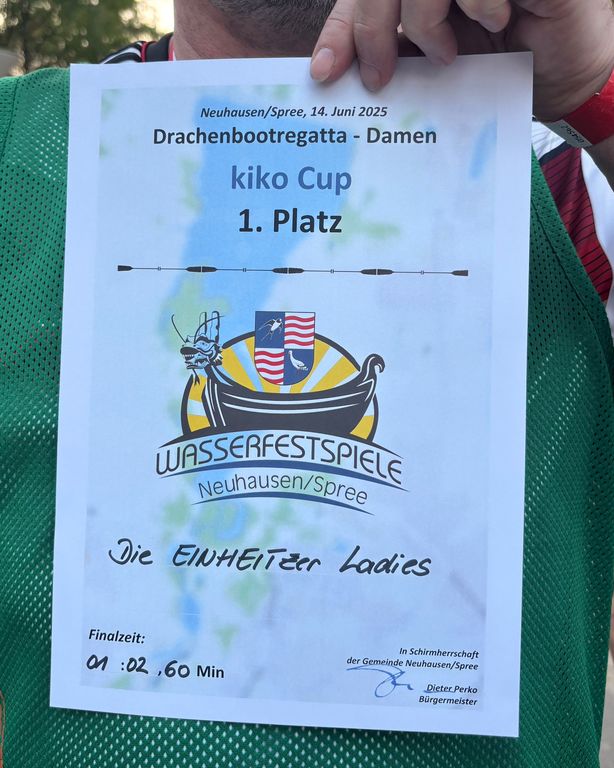 Neuhausen/Spree, 14. Juni 2025
Drachenbootregatta - Damen
kiko Cup
1. Platz
WASSERFESTSPIELE
Neuhausen/Spree
Die EINHEITzer Ladies
Finalzeit:
01 :02 ,60 Min
In Schirmherrschaft
der Gemeinde Neuhausen/Spree
Dieter Perko
Bürgermeister